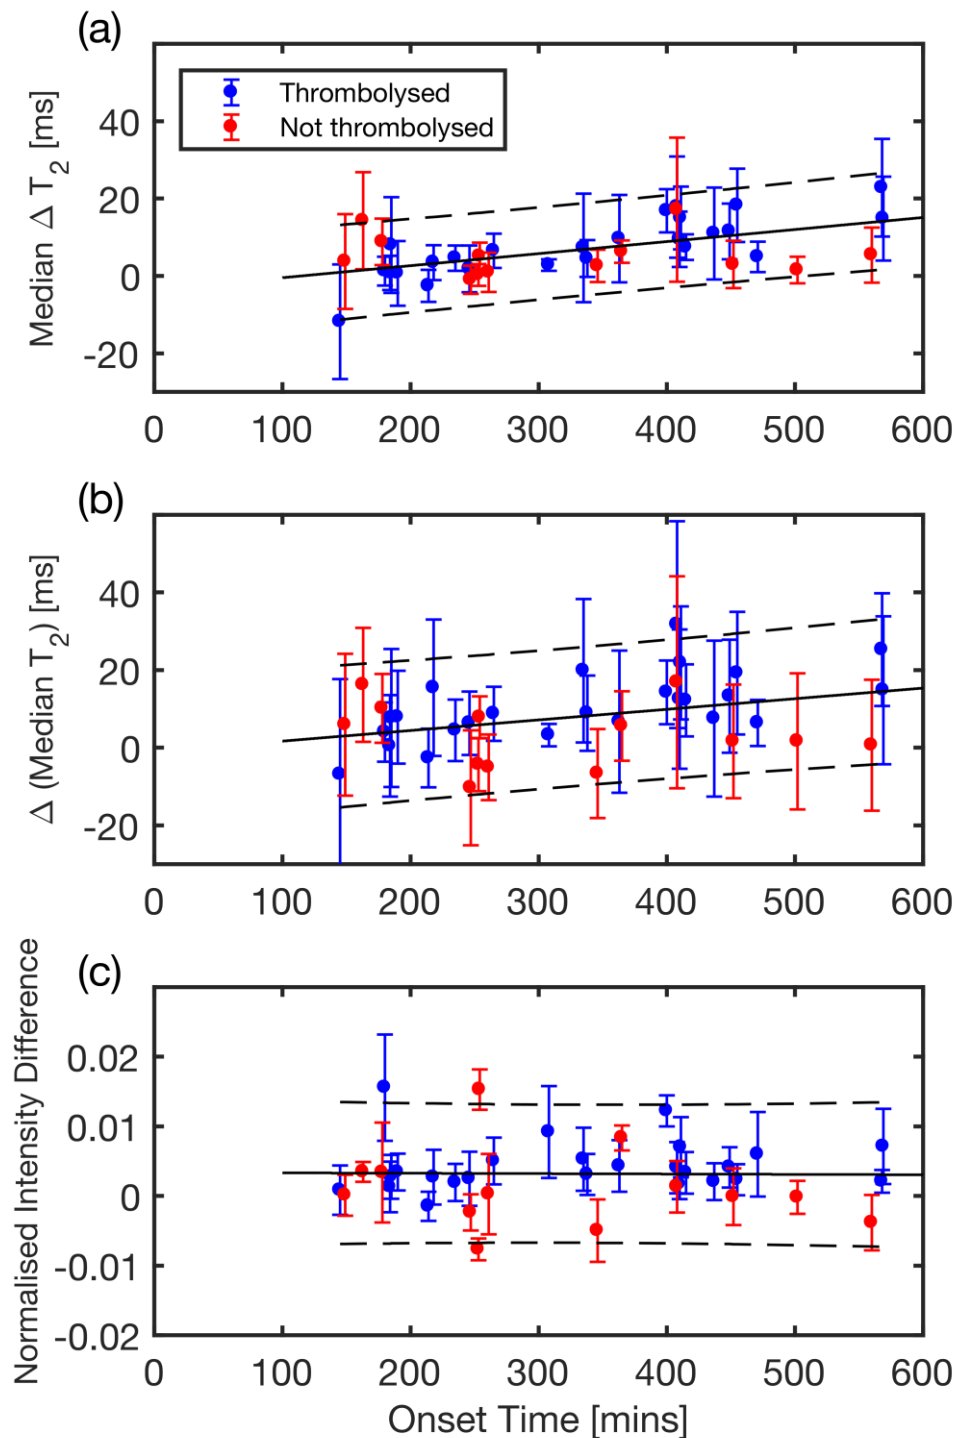 (a)
Median Δ T2 [ms]
40
20
0
-20
Thrombolysed
Not thrombolysed
0 100 200 300 400 500 600
(b)
Δ (Median T2) [ms]
40
20
0
-20
0 100 200 300 400 500 600
(c)
Normalised Intensity Difference
0.02
0.01
0
-0.01
-0.02
0 100 200 300 400 500 600
Onset Time [mins]